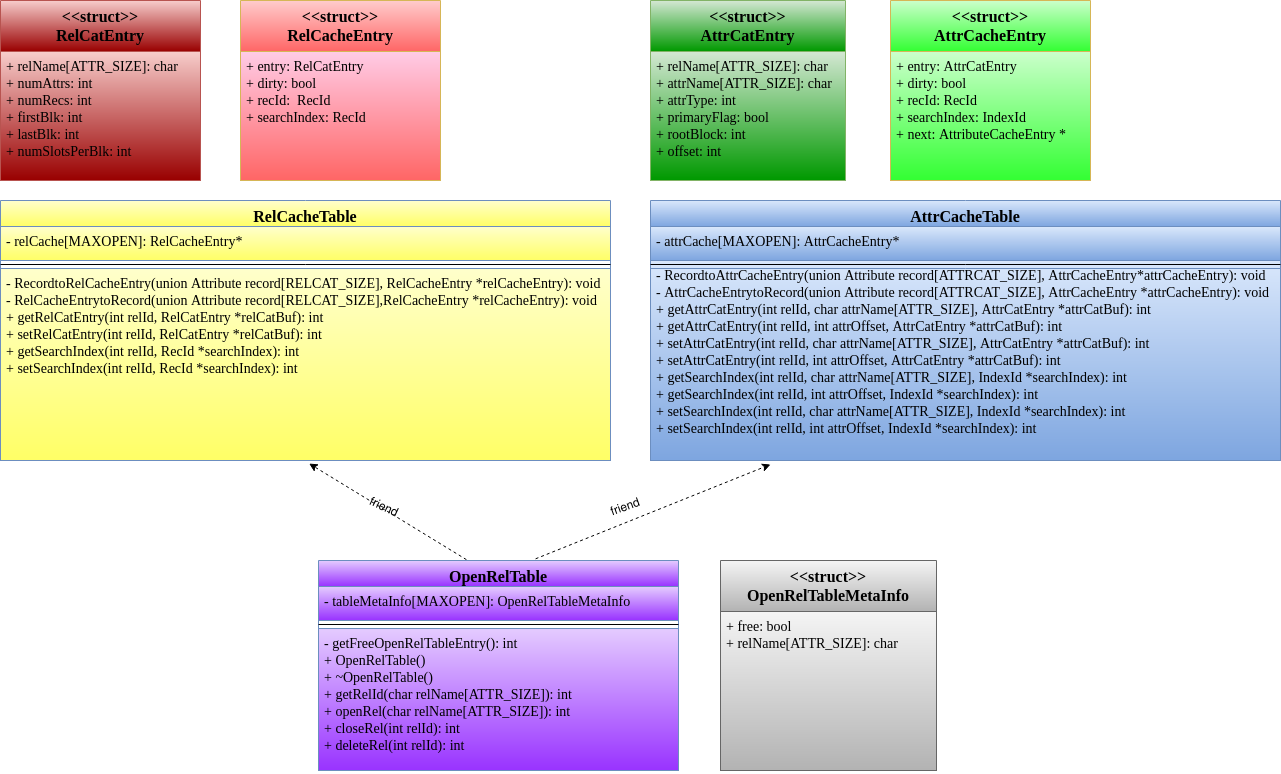 <<struct>>
RelCatEntry
+ relName[ATTR_SIZE]: char
+ numAttrs: int
+ numRecs: int
+ firstBlk: int
+ lastBlk: int
+ numSlotsPerBlk: int
<<struct>>
RelCacheEntry
+ entry: RelCatEntry
+ dirty: bool
+ recId:  RecId
+ searchIndex: RecId
<<struct>>
AttrCatEntry
+ relName[ATTR_SIZE]: char
+ attrName[ATTR_SIZE]: char
+ attrType: int
+ primaryFlag: bool
+ rootBlock: int
+ offset: int
<<struct>>
AttrCacheEntry
+ entry: AttrCatEntry
+ dirty: bool
+ recId: RecId
+ searchIndex: IndexId
+ next: AttributeCacheEntry *
RelCacheTable
- relCache[MAXOPEN]: RelCacheEntry*
- RecordtoRelCacheEntry(union Attribute record[RELCAT_SIZE], RelCacheEntry *relCacheEntry): void
- RelCacheEntrytoRecord(union Attribute record[RELCAT_SIZE],RelCacheEntry *relCacheEntry): void
+ getRelCatEntry(int relId, RelCatEntry *relCatBuf): int
+ setRelCatEntry(int relId, RelCatEntry *relCatBuf): int
+ getSearchIndex(int relId, RecId *searchIndex): int
+ setSearchIndex(int relId, RecId *searchIndex): int
AttrCacheTable
- attrCache[MAXOPEN]: AttrCacheEntry*
- RecordtoAttrCacheEntry(union Attribute record[ATTRCAT_SIZE], AttrCacheEntry*attrCacheEntry): void
- AttrCacheEntrytoRecord(union Attribute record[ATTRCAT_SIZE], AttrCacheEntry *attrCacheEntry): void
+ getAttrCatEntry(int relId, char attrName[ATTR_SIZE], AttrCatEntry *attrCatBuf): int
+ getAttrCatEntry(int relId, int attrOffset, AttrCatEntry *attrCatBuf): int
+ setAttrCatEntry(int relId, char attrName[ATTR_SIZE], AttrCatEntry *attrCatBuf): int
+ setAttrCatEntry(int relId, int attrOffset, AttrCatEntry *attrCatBuf): int
+ getSearchIndex(int relId, char attrName[ATTR_SIZE], IndexId *searchIndex): int
+ getSearchIndex(int relId, int attrOffset, IndexId *searchIndex): int
+ setSearchIndex(int relId, char attrName[ATTR_SIZE], IndexId *searchIndex): int
+ setSearchIndex(int relId, int attrOffset, IndexId *searchIndex): int
friend
friend
OpenRelTable
- tableMetaInfo[MAXOPEN]: OpenRelTableMetaInfo
- getFreeOpenRelTableEntry(): int
+ OpenRelTable()
+ ~OpenRelTable()
+ getRelId(char relName[ATTR_SIZE]): int
+ openRel(char relName[ATTR_SIZE]): int
+ closeRel(int relId): int
+ deleteRel(int relId): int
<<struct>>
OpenRelTableMetaInfo
+ free: bool
+ relName[ATTR_SIZE]: char